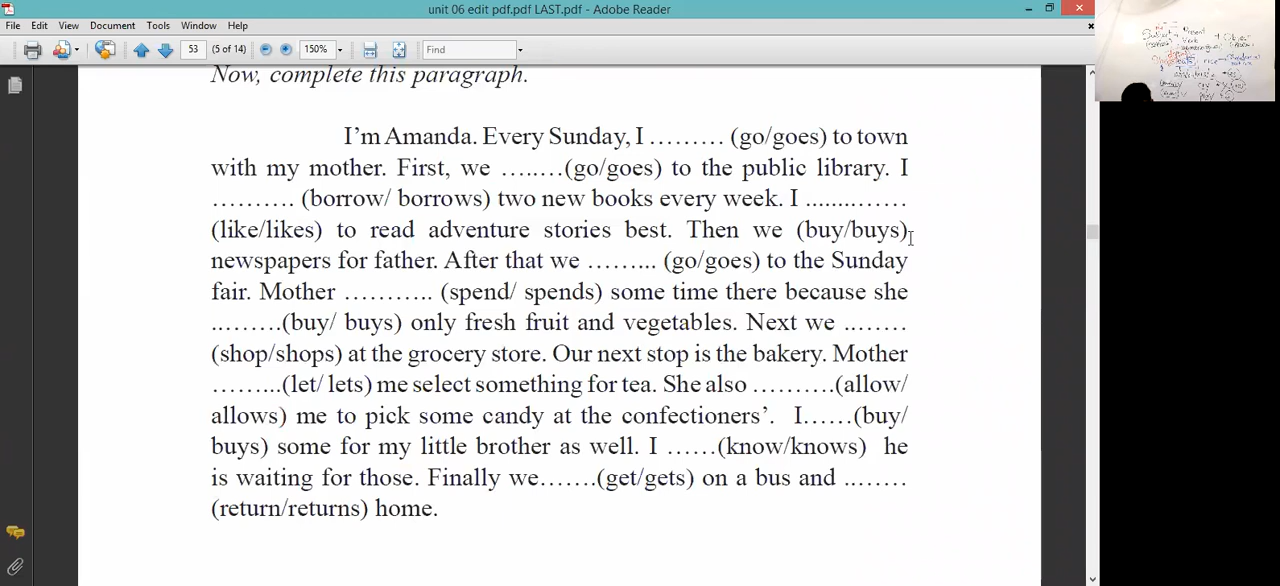 unit 06 edit pdf.pdf LAST.pdf - Adobe Reader
File Edit View Document Tools Window Help
53 (5 of 14) 150% Find
Now, complete this paragraph.
I’m Amanda. Every Sunday, I ……… (go/goes) to town
with my mother. First, we …..…(go/goes) to the public library. I
………. (borrow/ borrows) two new books every week. I ........……
(like/likes) to read adventure stories best. Then we (buy/buys)
newspapers for father. After that we ……... (go/goes) to the Sunday
fair. Mother ……….. (spend/ spends) some time there because she
..…….(buy/ buys) only fresh fruit and vegetables. Next we ..……
(shop/shops) at the grocery store. Our next stop is the bakery. Mother
……...(let/ lets) me select something for tea. She also ……….(allow/
allows) me to pick some candy at the confectioners’. I……(buy/
buys) some for my little brother as well. I ……(know/knows) he
is waiting for those. Finally we…….(get/gets) on a bus and ..……
(return/returns) home.